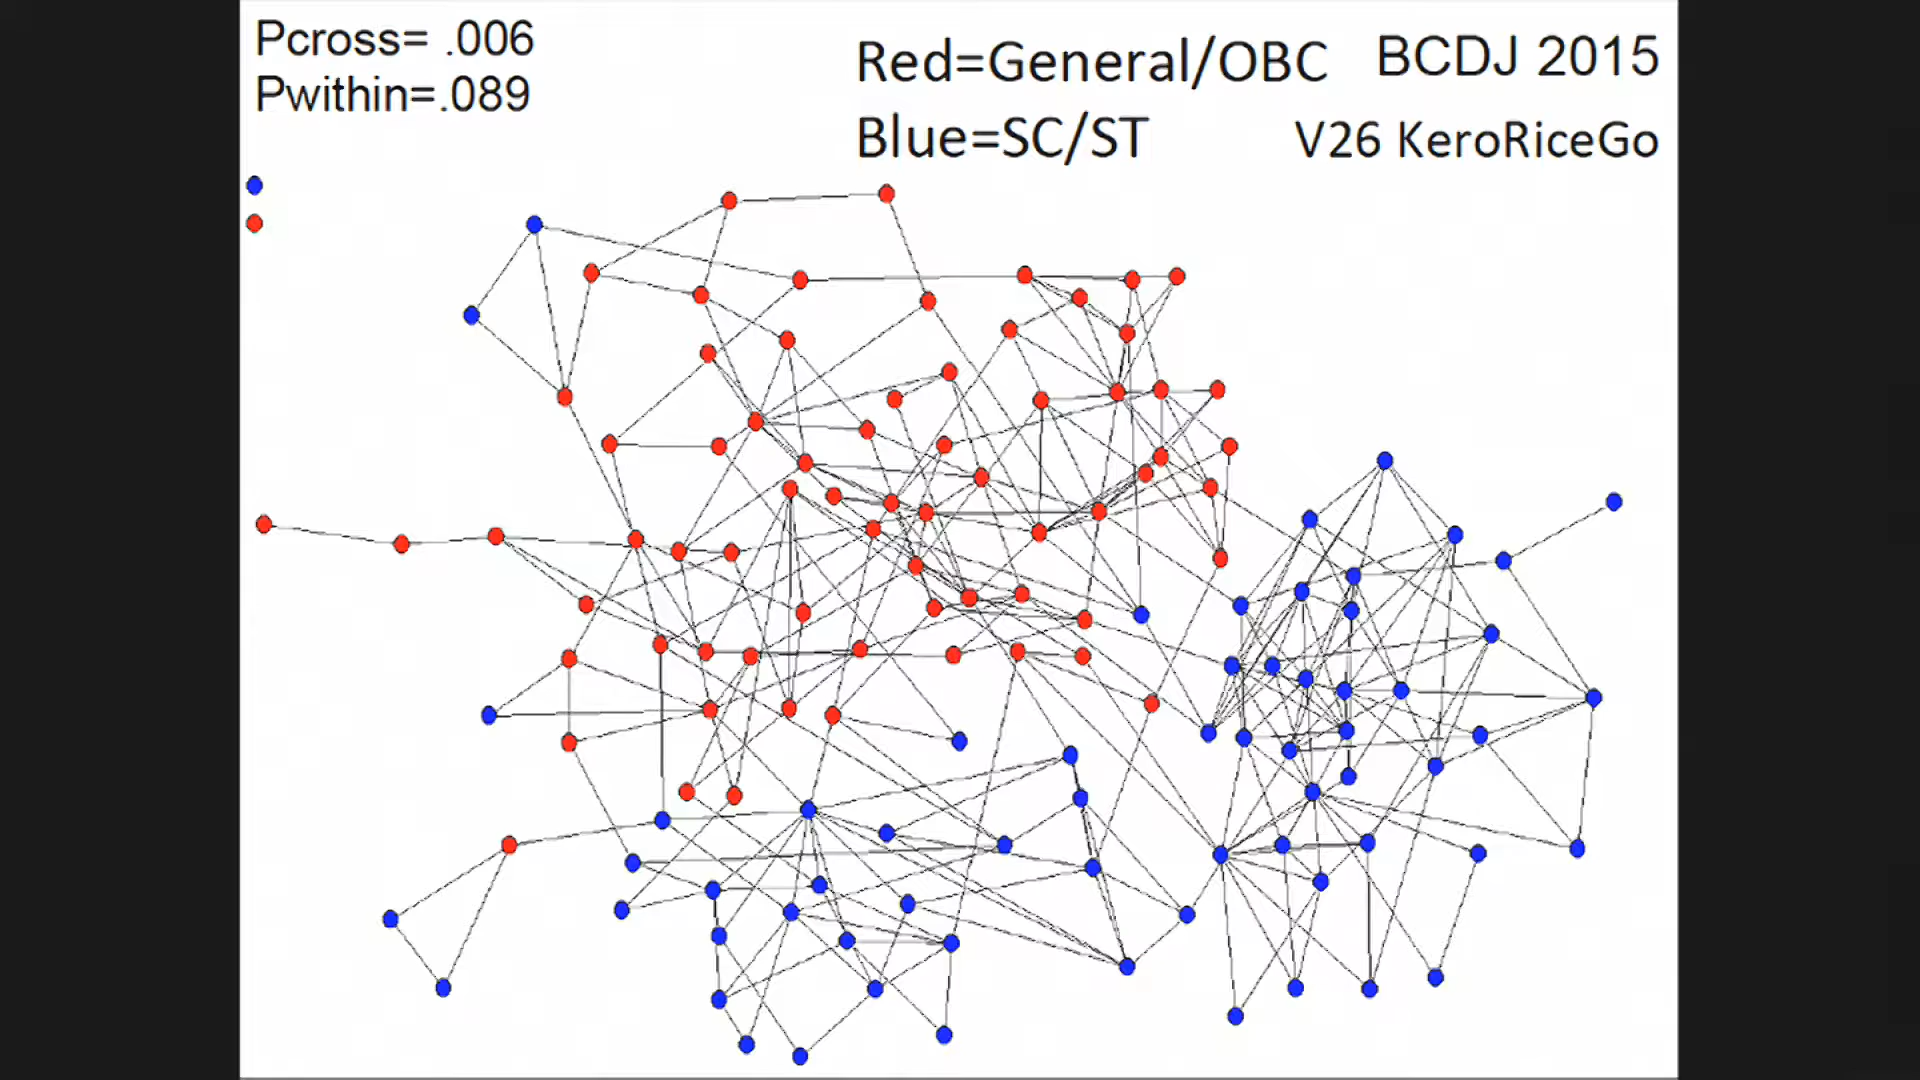 Pcross= .006
Pwithin=.089
Red=General/OBC
Blue=SC/ST
BCDJ 2015
V26 KeroRiceGo